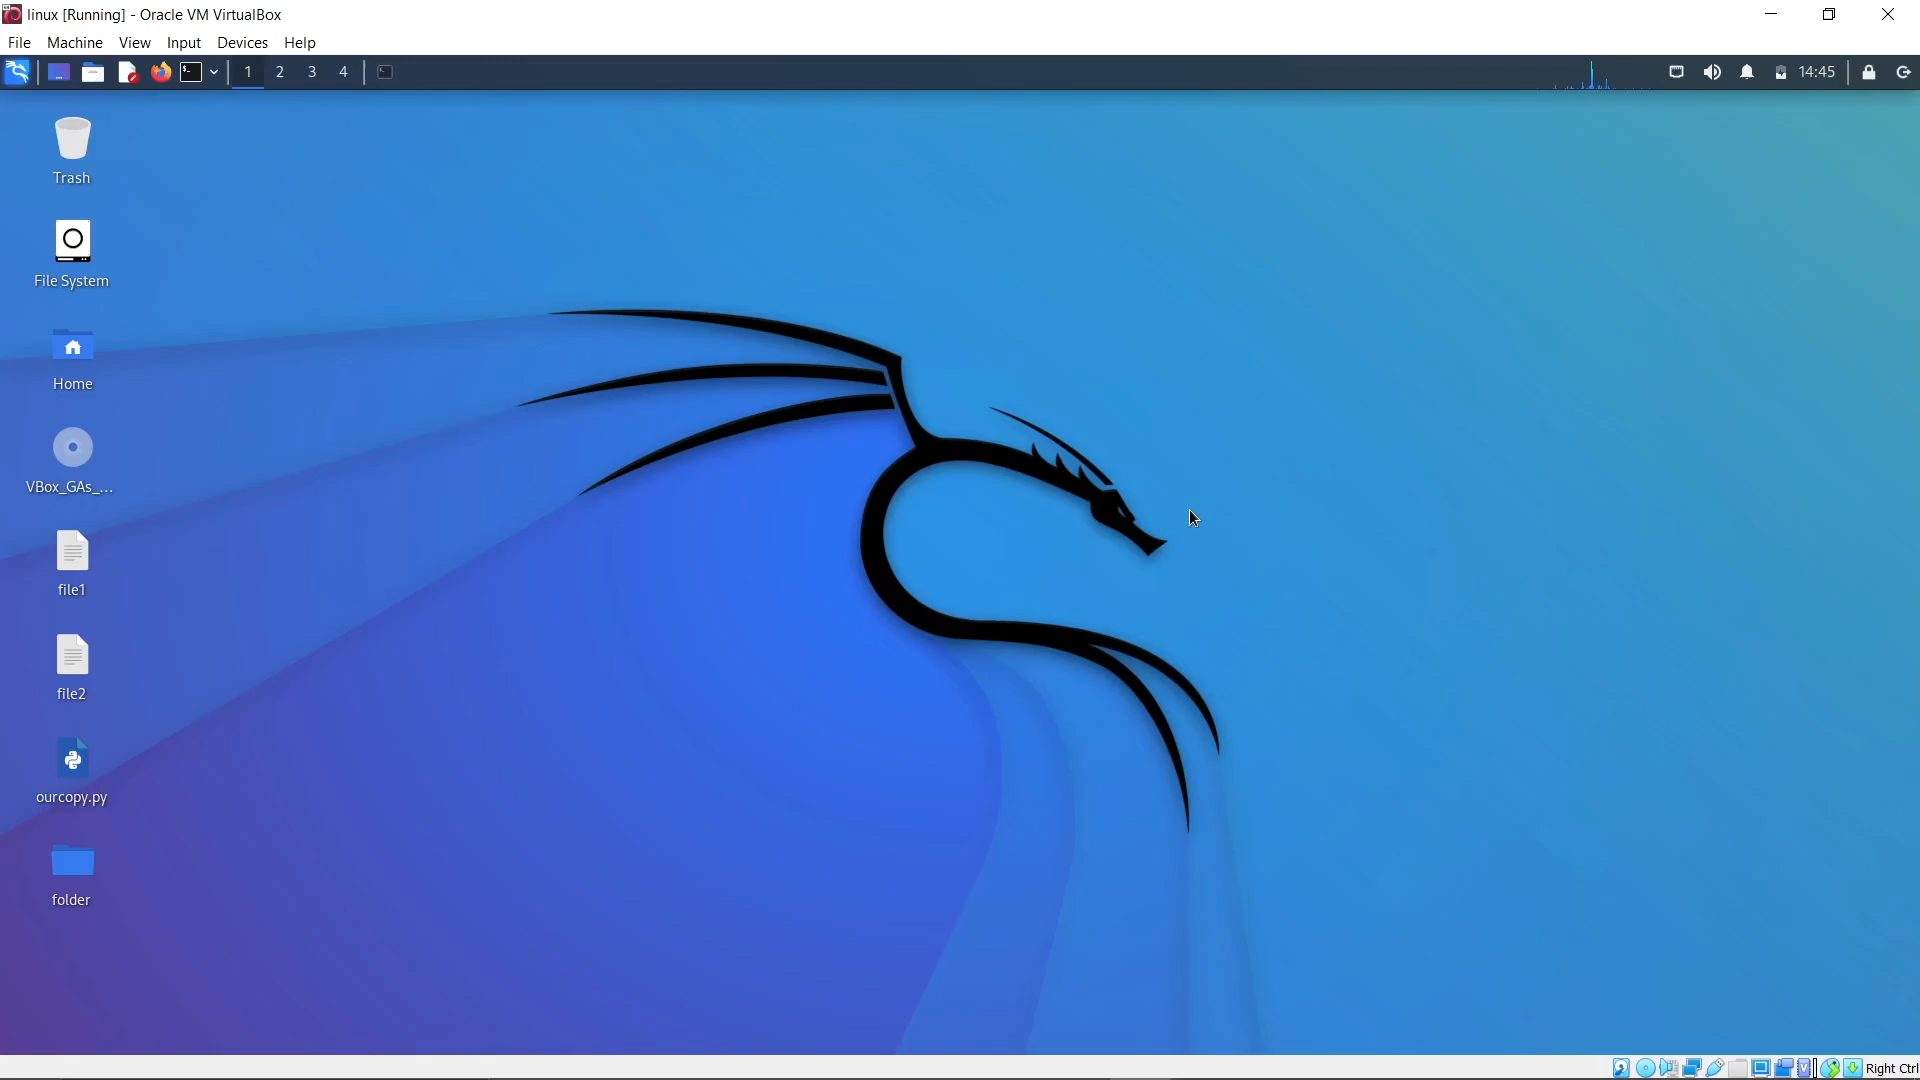 linux [Running] - Oracle VM VirtualBox
File Machine View Input Devices Help
1 2 3 4
14:45
Trash
File System
Home
VBox_GAs_...
file1
file2
ourcopy.py
folder
Right Ctrl